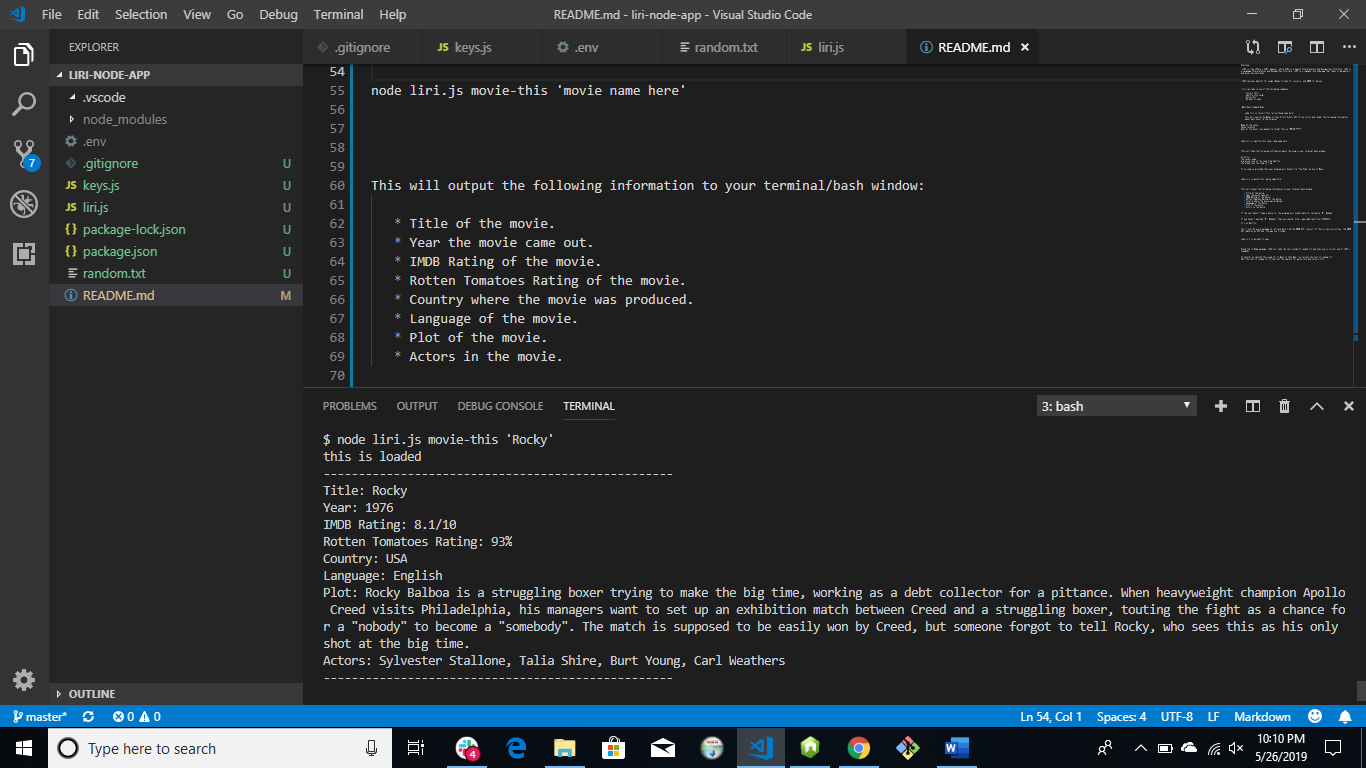 File Edit Selection View Go Debug Terminal Help
README.md - liri-node-app - Visual Studio Code
EXPLORER
LIRI-NODE-APP
.vscode
node_modules
.env
.gitignore U
JS keys.js U
JS liri.js U
{} package-lock.json U
{} package.json U
random.txt U
README.md M
OUTLINE
7
.gitignore
JS keys.js
.env
random.txt
JS liri.js
README.md
54
55 node liri.js movie-this 'movie name here'
56
57
58
59
60 This will output the following information to your terminal/bash window:
61
62 * Title of the movie.
63 * Year the movie came out.
64 * IMDB Rating of the movie.
65 * Rotten Tomatoes Rating of the movie.
66 * Country where the movie was produced.
67 * Language of the movie.
68 * Plot of the movie.
69 * Actors in the movie.
70
PROBLEMS OUTPUT DEBUG CONSOLE TERMINAL
3: bash
$ node liri.js movie-this 'Rocky'
this is loaded
--------------------------------------------------
Title: Rocky
Year: 1976
IMDB Rating: 8.1/10
Rotten Tomatoes Rating: 93%
Country: USA
Language: English
Plot: Rocky Balboa is a struggling boxer trying to make the big time, working as a debt collector for a pittance. When heavyweight champion Apollo
Creed visits Philadelphia, his managers want to set up an exhibition match between Creed and a struggling boxer, touting the fight as a chance fo
r a "nobody" to become a "somebody". The match is supposed to be easily won by Creed, but someone forgot to tell Rocky, who sees this as his only
shot at the big time.
Actors: Sylvester Stallone, Talia Shire, Burt Young, Carl Weathers
--------------------------------------------------
master* 0 0
Ln 54, Col 1 Spaces: 4 UTF-8 LF Markdown
Type here to search
4
10:10 PM
5/26/2019